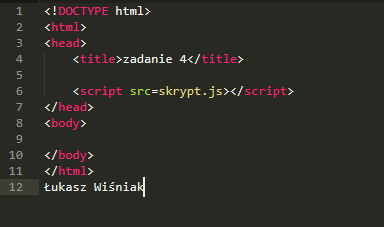 1 <!DOCTYPE html>
2 <html>
3 <head>
4 <title>zadanie 4</title>
5
6 <script src=skrypt.js></script>
7 </head>
8 <body>
9
10 </body>
11 </html>
12 Łukasz Wiśniak